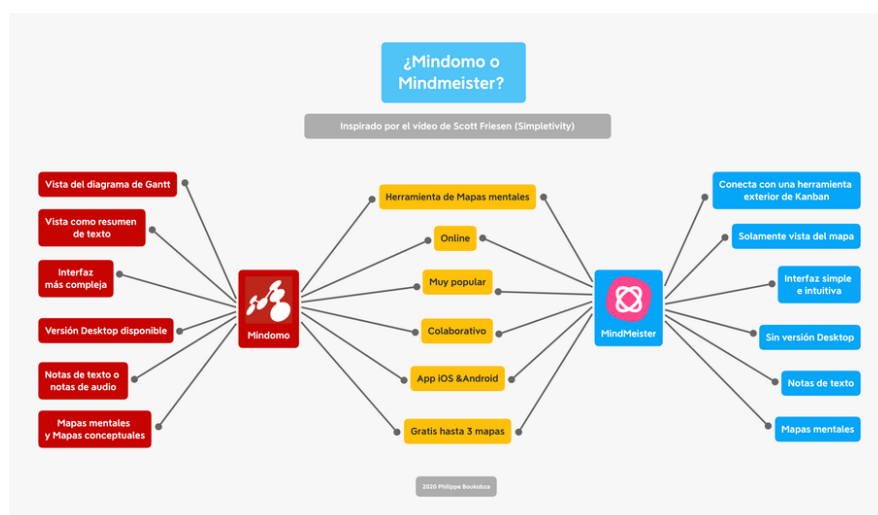 ¿Mindomo o
Mindmeister?
Inspirado por el vídeo de Scott Friesen (Simpletivity)
Vista del diagrama de Gantt
Vista como resumen
de texto
Interfaz
más compleja
Versión Desktop disponible
Notas de texto o
notas de audio
Mapas mentales
y Mapas conceptuales
Mindomo
Herramienta de Mapas mentales
Online
Muy popular
Colaborativo
App iOS &Android
Gratis hasta 3 mapas
MindMeister
Conecta con una herramienta
exterior de Kanban
Solamente vista del mapa
Interfaz simple
e intuitiva
Sin versión Desktop
Notas de texto
Mapas mentales
2020 Philippe Boukobza